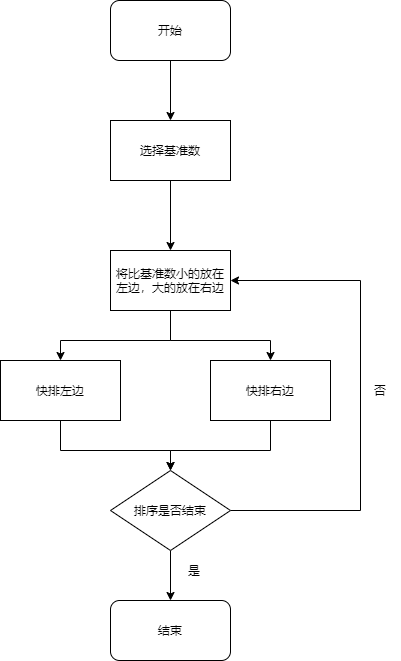 开始
选择基准数
将比基准数小的放在
左边，大的放在右边
快排左边
快排右边
否
排序是否结束
是
结束